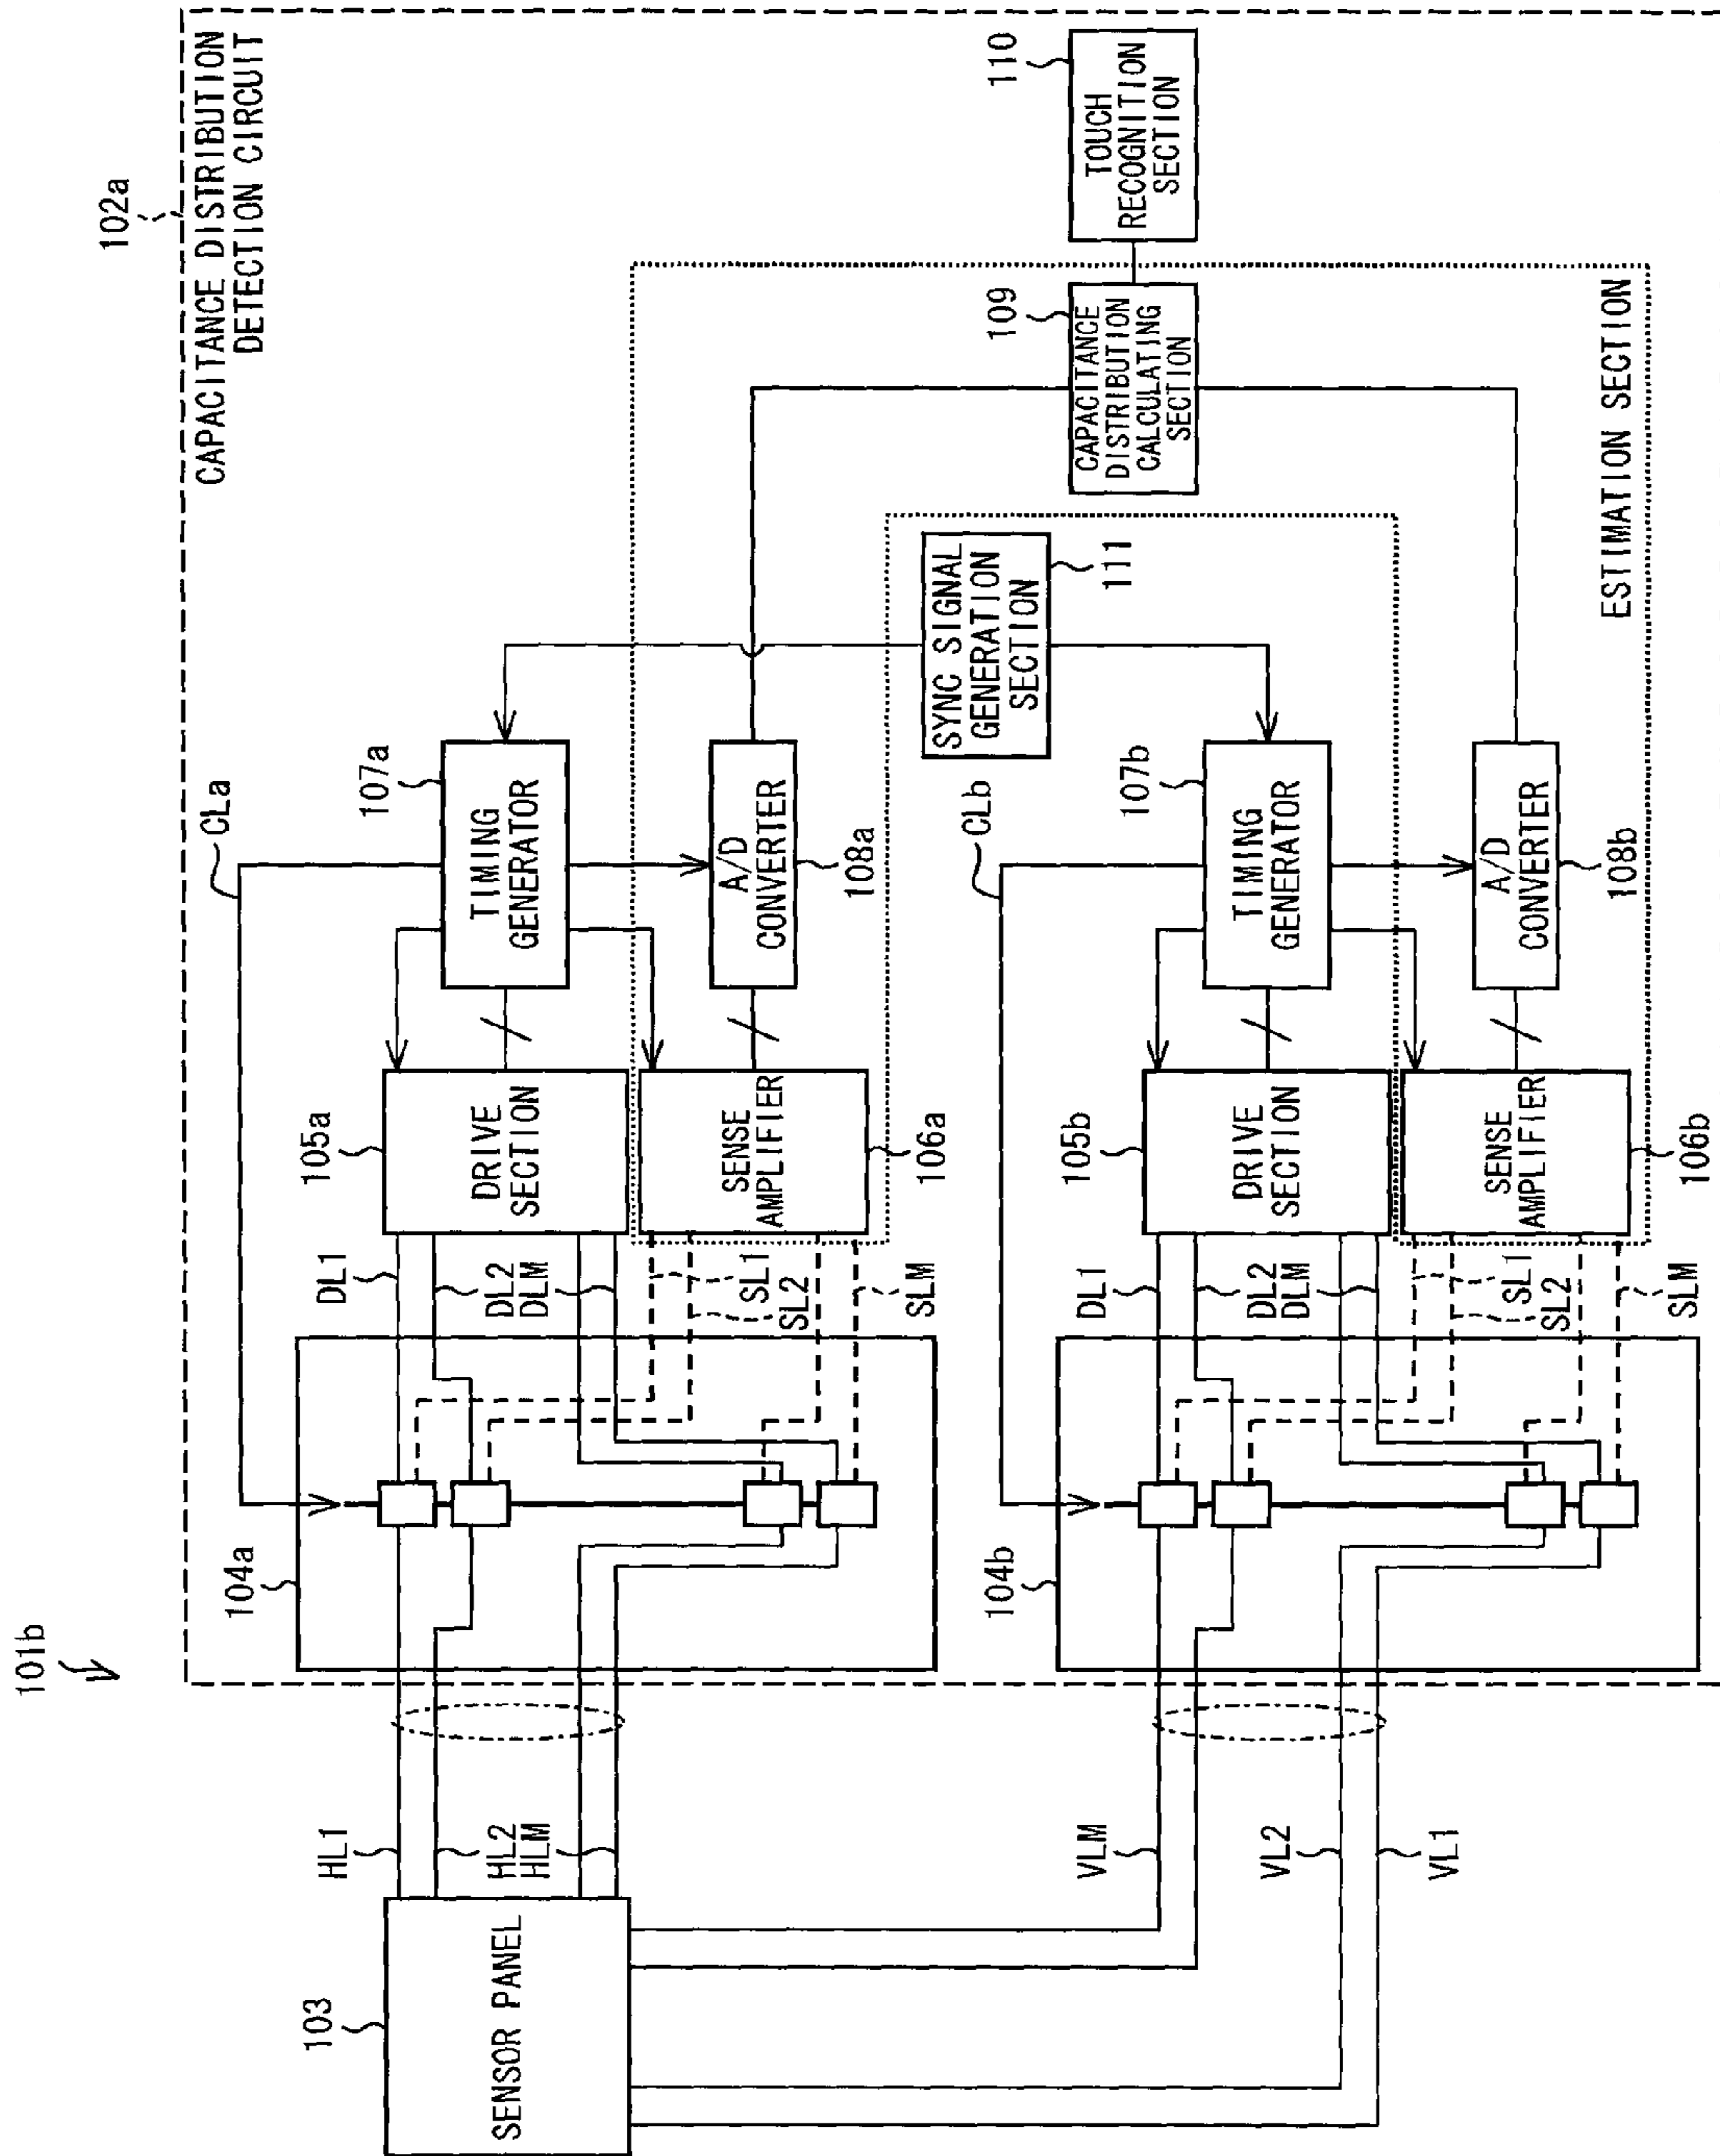 101b
102a
CAPACITANCE DISTRIBUTION
DETECTION CIRCUIT
103
SENSOR PANEL
HL1
HL2
HLM
VLM
VL2
VL1
104a
CLa
DL1
DL2
DLM
SL1
SL2
SLM
105a
DRIVE
SECTION
107a
TIMING
GENERATOR
SENSE
AMPLIFIER
106a
A/D
CONVERTER
108a
SYNC SIGNAL
GENERATION
SECTION
111
109
CAPACITANCE
DISTRIBUTION
CALCULATING
SECTION
110
TOUCH
RECOGNITION
SECTION
104b
CLb
DL1
DL2
DLM
SL1
SL2
SLM
105b
DRIVE
SECTION
107b
TIMING
GENERATOR
SENSE
AMPLIFIER
106b
A/D
CONVERTER
108b
ESTIMATION SECTION